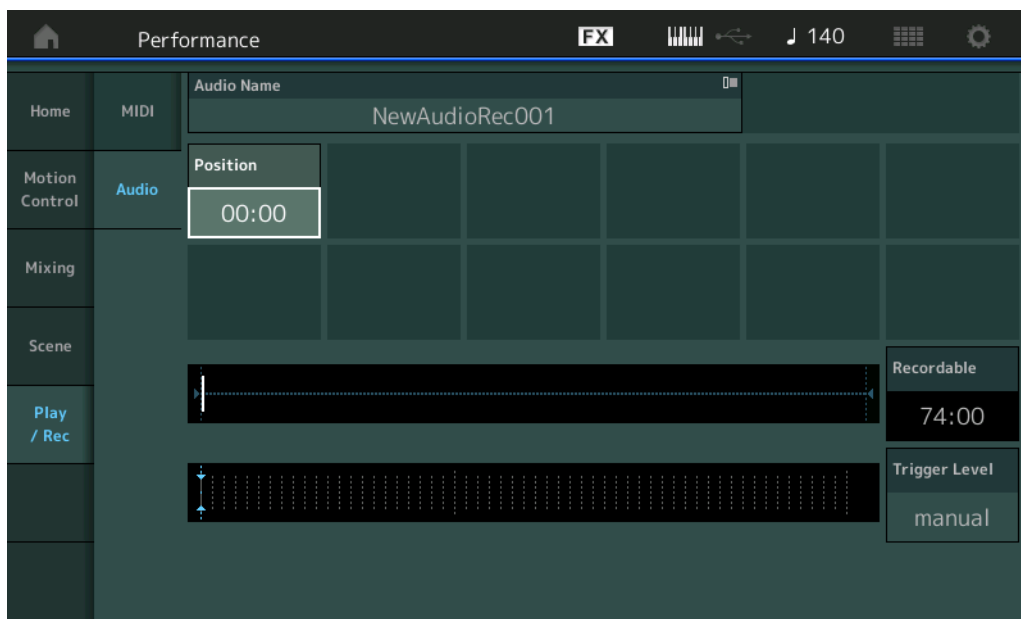 Performance
FX
♩ 140
Home
MIDI
Audio Name
NewAudioRec001
Motion
Control
Audio
Position
00:00
Mixing
Scene
Play
/ Rec
Recordable
74:00
Trigger Level
manual